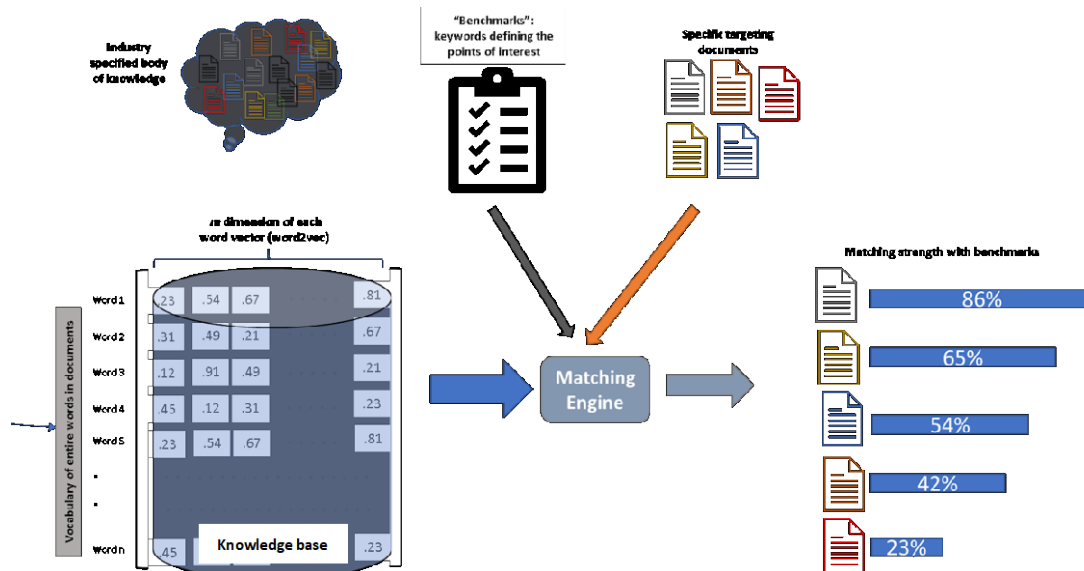 Industry
specified body
of knowledge
“Benchmarks”:
keywords defining the
points of interest
Specific targeting
documents
m dimension of each
word vector (word2vec)
Vocabulary of entire words in documents
Word 1
.23 .54 .67 .81
Word 2
.31 .49 .21 .67
Word 3
.12 .91 .49 .21
Word 4
.45 .12 .31 .23
Word 5
.23 .54 .67 .81
Word n
.45 .23
Knowledge base
Matching
Engine
Matching strength with benchmarks
86%
65%
54%
42%
23%